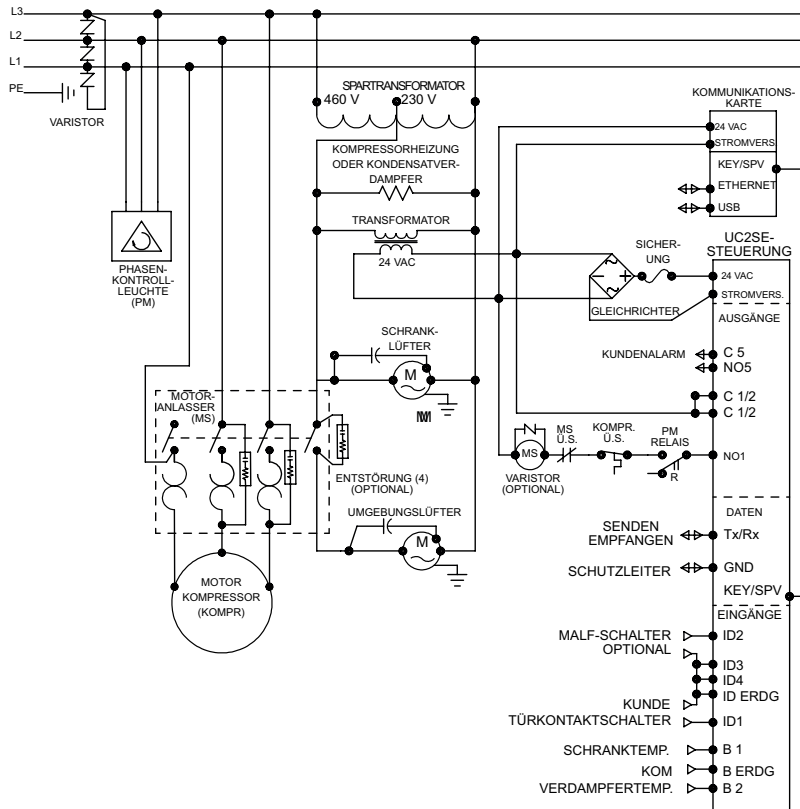 L3
L2
L1
PE
VARISTOR
SPARTRANSFORMATOR
460 V
230 V
KOMPRESSORHEIZUNG
ODER KONDENSATVER-
DAMPFER
TRANSFORMATOR
24 VAC
PHASEN-
KONTROLL-
LEUCHTE
(PM)
KOMMUNIKATIONS-
KARTE
24 VAC
STROMVERS.
KEY/SPV
ETHERNET
USB
UC2SE-
STEUERUNG
SICHER-
UNG
GLEICHRICHTER
24 VAC
STROMVERS.
AUSGÄNGE
SCHRANK-
LÜFTER
M
KUNDENALARM
C 5
NO5
C 1/2
C 1/2
MOTOR-
ANLASSER
(MS)
MS
Ü.S.
KOMPR.
Ü.S.
PM
RELAIS
MS
R
NO1
VARISTOR
(OPTIONAL)
ENTSTÖRUNG (4)
(OPTIONAL)
UMGEBUNGSLÜFTER
M
MOTOR
KOMPRESSOR
(KOMPR)
DATEN
SENDEN
EMPFANGEN
Tx/Rx
SCHUTZLEITER
GND
KEY/SPV
EINGÄNGE
MALF-SCHALTER
OPTIONAL
ID2
ID3
ID4
KUNDE
ID ERDG
TÜRKONTAKTSCHALTER
ID1
SCHRANKTEMP.
B 1
KOM
B ERDG
VERDAMPFERTEMP.
B 2